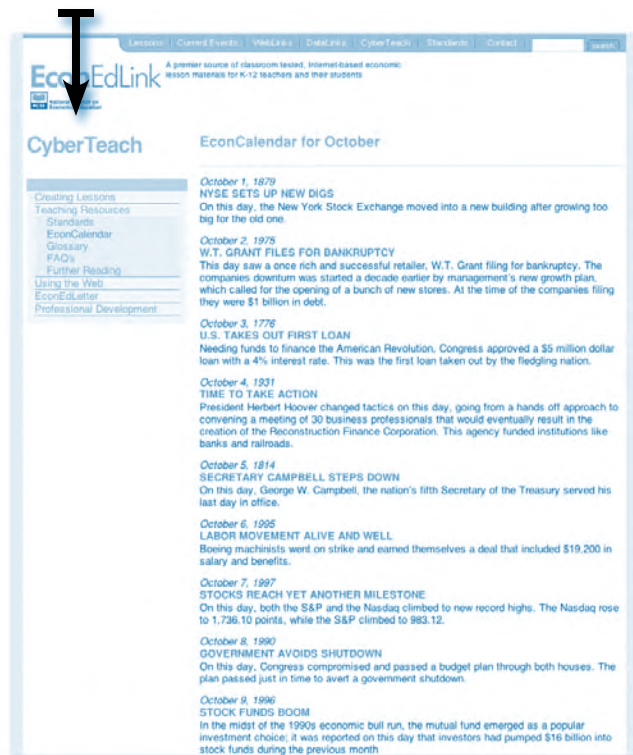 Lessons Current Events WebLinks DataLinks CyberTeach Standards Contact search
EconEdLink
A premier source of classroom tested, Internet-based economic
lesson materials for K-12 teachers and their students
National Council on
Economic Education
CyberTeach
EconCalendar for October
Creating Lessons
Teaching Resources
Standards
EconCalendar
Glossary
FAQ's
Further Reading
Using the Web
EconEdLetter
Professional Development
October 1, 1879
NYSE SETS UP NEW DIGS
On this day, the New York Stock Exchange moved into a new building after growing too
big for the old one.
October 2, 1975
W.T. GRANT FILES FOR BANKRUPTCY
This day saw a once rich and successful retailer, W.T. Grant filing for bankruptcy. The
companies downturn was started a decade earlier by management's new growth plan,
which called for the opening of a bunch of new stores. At the time of the companies filing
they were $1 billion in debt.
October 3, 1776
U.S. TAKES OUT FIRST LOAN
Needing funds to finance the American Revolution, Congress approved a $5 million dollar
loan with a 4% interest rate. This was the first loan taken out by the fledgling nation.
October 4, 1931
TIME TO TAKE ACTION
President Herbert Hoover changed tactics on this day, going from a hands off approach to
convening a meeting of 30 business professionals that would eventually result in the
creation of the Reconstruction Finance Corporation. This agency funded institutions like
banks and railroads.
October 5, 1814
SECRETARY CAMPBELL STEPS DOWN
On this day, George W. Campbell, the nation's fifth Secretary of the Treasury served his
last day in office.
October 6, 1995
LABOR MOVEMENT ALIVE AND WELL
Boeing machinists went on strike and earned themselves a deal that included $19,200 in
salary and benefits.
October 7, 1997
STOCKS REACH YET ANOTHER MILESTONE
On this day, both the S&P and the Nasdaq climbed to new record highs. The Nasdaq rose
to 1,736.10 points, while the S&P climbed to 983.12.
October 8, 1990
GOVERNMENT AVOIDS SHUTDOWN
On this day, Congress compromised and passed a budget plan through both houses. The
plan passed just in time to avert a government shutdown.
October 9, 1996
STOCK FUNDS BOOM
In the midst of the 1990s economic bull run, the mutual fund emerged as a popular
investment choice; it was reported on this day that investors had pumped $16 billion into
stock funds during the previous month